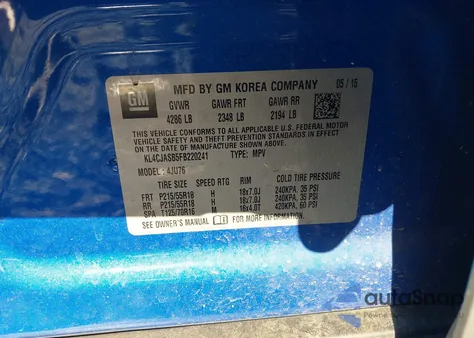 GM
MFD BY GM KOREA COMPANY 05 / 15
GVWR GAWR FRT GAWR RR
4286 LB 2348 LB 2194 LB
THIS VEHICLE CONFORMS TO ALL APPLICABLE U.S. FEDERAL MOTOR
VEHICLE SAFETY AND THEFT PREVENTION STANDARDS IN EFFECT ON THE
DATE OF MANUFACTURE SHOWN ABOVE.
KL4CJASB5FB220241 TYPE: MPV
MODEL: 4JU76
TIRE SIZE SPEED RTG RIM COLD TIRE PRESSURE
FRT P215/55R18 H 18x7.0J 240KPA, 35 PSI
RR P215/55R18 H 18x7.0J 240KPA, 35 PSI
SPA T125/70R16 M 16x4.0T 420KPA, 60 PSI
SEE OWNER'S MANUAL FOR MORE INFORMATION.
autoSnap